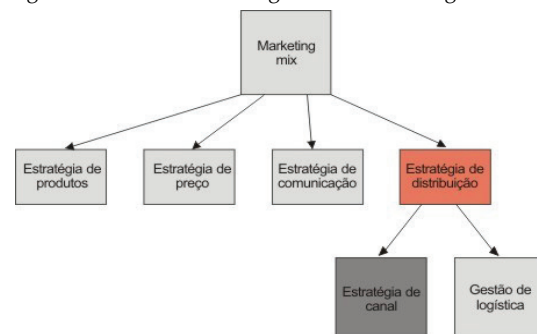 Marketing
mix
Estratégia de
produtos
Estratégia de
preço
Estratégia de
comunicação
Estratégia de
distribuição
Estratégia de
canal
Gestão de
logística